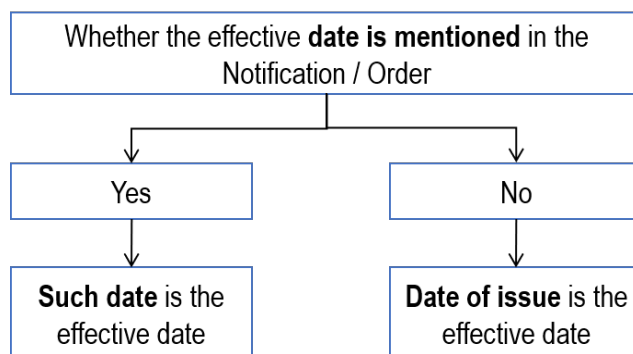 Whether the effective date is mentioned in the
Notification / Order
Yes
No
Such date is the
effective date
Date of issue is the
effective date